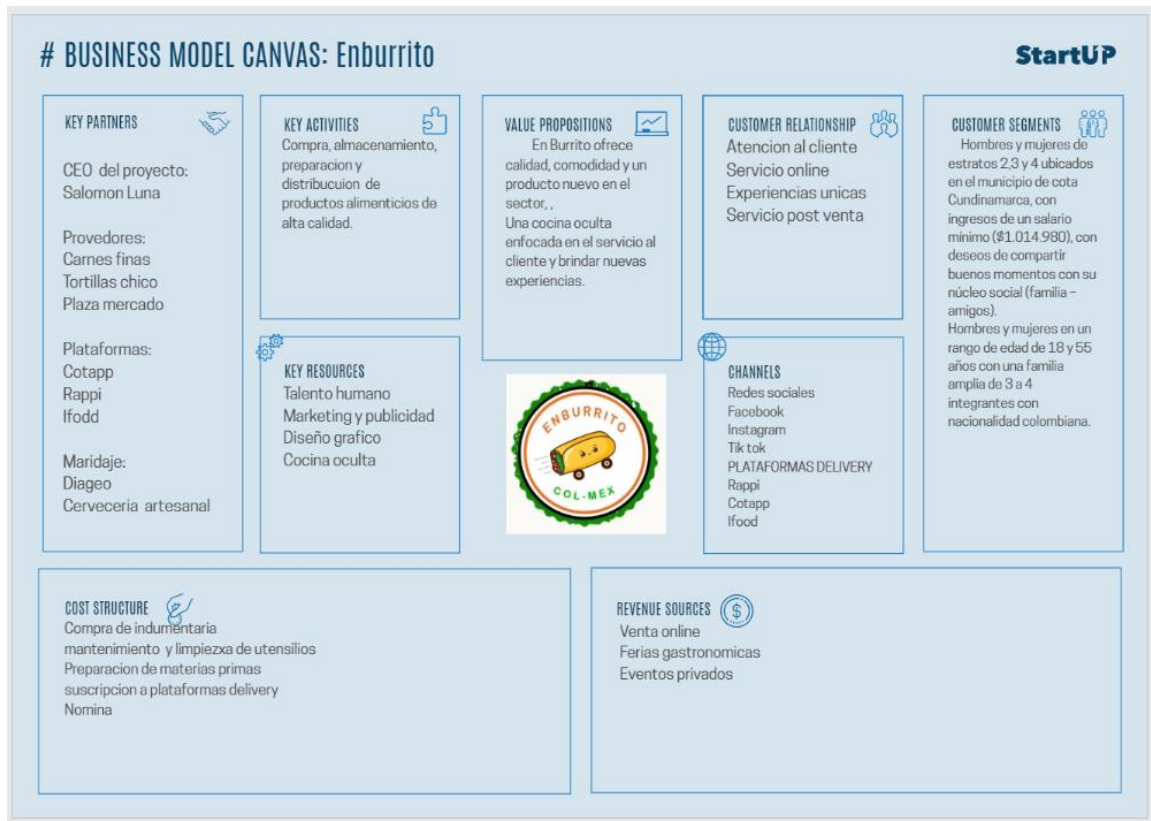 # BUSINESS MODEL CANVAS: Enburrito
StartUP
KEY PARTNERS
CEO del proyecto:
Salomon Luna
Provedores:
Carnes finas
Tortillas chico
Plaza mercado
Plataformas:
Cotapp
Rappi
Ifodd
Maridaje:
Diageo
Cerveceria artesanal
KEY ACTIVITIES
Compra, almacenamiento,
preparacion y
distribucuion de
productos alimenticios de
alta calidad.
KEY RESOURCES
Talento humano
Marketing y publicidad
Diseño grafico
Cocina oculta
VALUE PROPOSITIONS
En Burrito ofrece
calidad, comodidad y un
producto nuevo en el
sector, ,
Una cocina oculta
enfocada en el servicio al
cliente y brindar nuevas
experiencias.
ENBURRITO
COL-MEX
CUSTOMER RELATIONSHIP
Atencion al cliente
Servicio online
Experiencias unicas
Servicio post venta
CHANNELS
Redes sociales
Facebook
Instagram
Tik tok
PLATAFORMAS DELIVERY
Rappi
Cotapp
Ifood
CUSTOMER SEGMENTS
Hombres y mujeres de
estratos 2,3 y 4 ubicados
en el municipio de cota
Cundinamarca, con
ingresos de un salario
mínimo ($1.014.980), con
deseos de compartir
buenos momentos con su
núcleo social (familia –
amigos).
Hombres y mujeres en un
rango de edad de 18 y 55
años con una familia
amplia de 3 a 4
integrantes con
nacionalidad colombiana.
COST STRUCTURE
Compra de indumentaria
mantenimiento y limpiezxa de utensilios
Preparacion de materias primas
suscripcion a plataformas delivery
Nomina
REVENUE SOURCES
Venta online
Ferias gastronomicas
Eventos privados